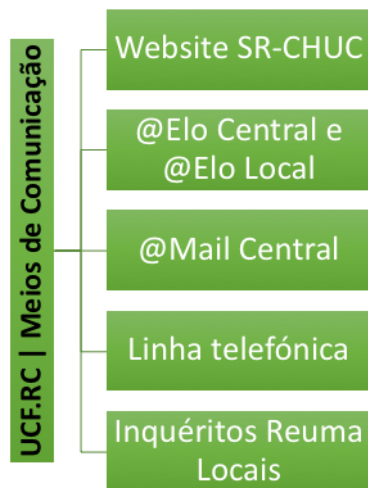 UCF.RC | Meios de Comunicação
Website SR-CHUC
@Elo Central e
@Elo Local
@Mail Central
Linha telefónica
Inquéritos Reuma
Locais